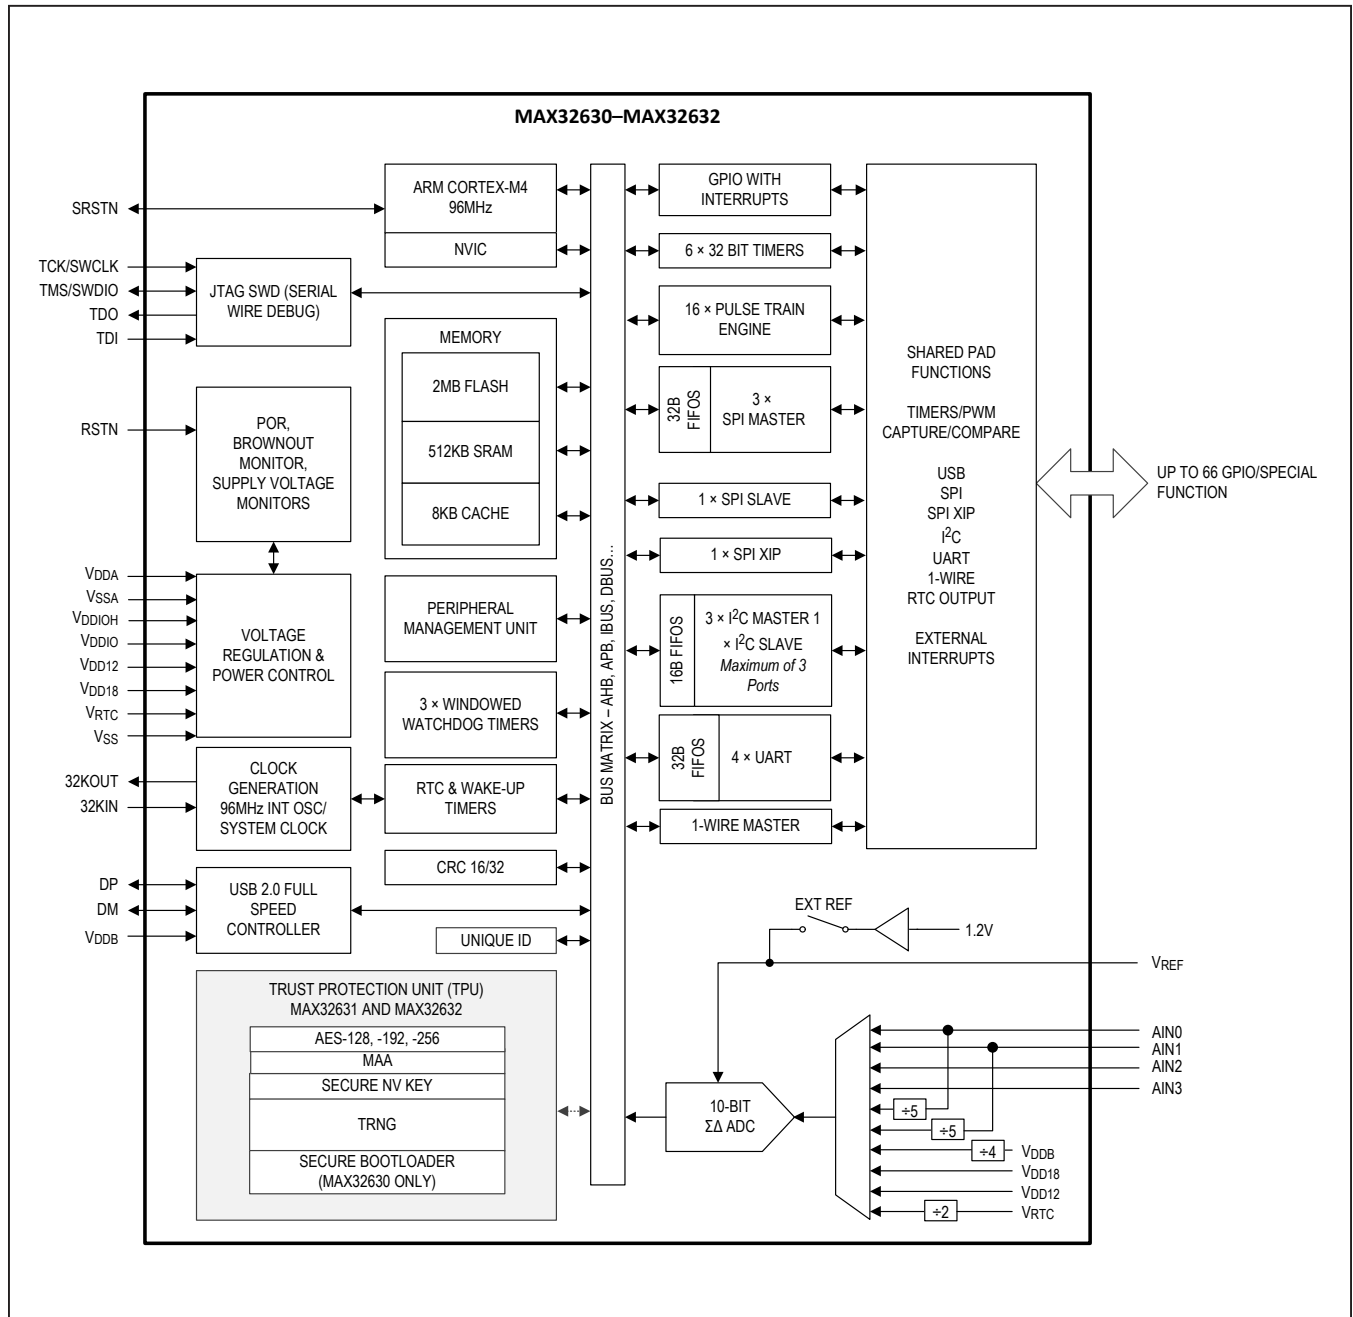 MAX32630–MAX32632
SRSTN
ARM CORTEX-M4
96MHz
NVIC
TCK/SWCLK
TMS/SWDIO
TDO
TDI
JTAG SWD (SERIAL
WIRE DEBUG)
MEMORY
2MB FLASH
512KB SRAM
8KB CACHE
RSTN
POR,
BROWNOUT
MONITOR,
SUPPLY VOLTAGE
MONITORS
VDDA
VSSA
VDDIOH
VDDIO
VDD12
VDD18
VRTC
VSS
VOLTAGE
REGULATION &
POWER CONTROL
PERIPHERAL
MANAGEMENT UNIT
3 × WINDOWED
WATCHDOG TIMERS
32KOUT
32KIN
CLOCK
GENERATION
96MHz INT OSC/
SYSTEM CLOCK
RTC & WAKE-UP
TIMERS
CRC 16/32
DP
DM
VDDB
USB 2.0 FULL
SPEED
CONTROLLER
UNIQUE ID
TRUST PROTECTION UNIT (TPU)
MAX32631 AND MAX32632
AES-128, -192, -256
MAA
SECURE NV KEY
TRNG
SECURE BOOTLOADER
(MAX32630 ONLY)
BUS MATRIX – AHB, APB, IBUS, DBUS...
GPIO WITH
INTERRUPTS
6 × 32 BIT TIMERS
16 × PULSE TRAIN
ENGINE
32B
FIFOS
3 ×
SPI MASTER
1 × SPI SLAVE
1 × SPI XIP
16B FIFOS
3 × I2C MASTER 1
× I2C SLAVE
Maximum of 3
Ports
32B
FIFOS
4 × UART
1-WIRE MASTER
SHARED PAD
FUNCTIONS
TIMERS/PWM
CAPTURE/COMPARE
USB
SPI
SPI XIP
I2C
UART
1-WIRE
RTC OUTPUT
EXTERNAL
INTERRUPTS
UP TO 66 GPIO/SPECIAL
FUNCTION
EXT REF
1.2V
VREF
10-BIT
ΣΔ ADC
AIN0
AIN1
AIN2
AIN3
÷5
÷5
÷4
VDDB
VDD18
VDD12
÷2
VRTC